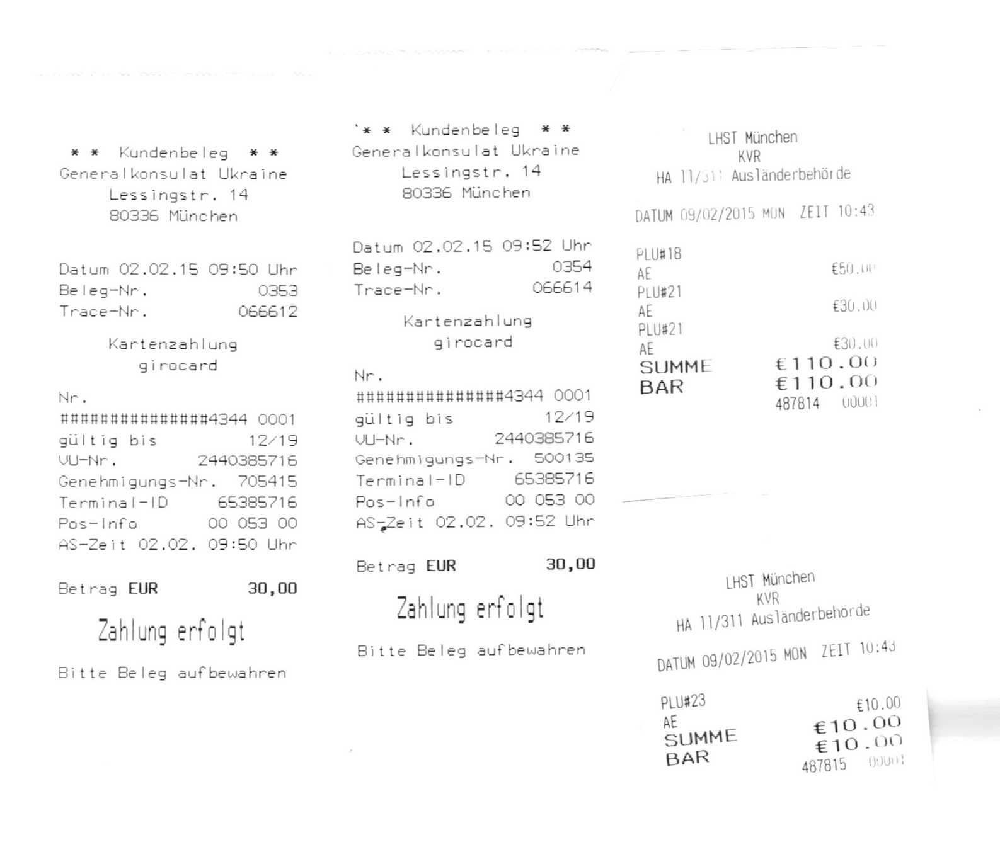 * * Kundenbeleg * *
Generalkonsulat Ukraine
Lessingstr. 14
80336 München
Datum 02.02.15 09:50 Uhr
Beleg-Nr. 0353
Trace-Nr. 066612
Kartenzahlung
girocard
Nr.
###############4344 0001
gültig bis 12/19
VU-Nr. 2440385716
Genehmigungs-Nr. 705415
Terminal-ID 65385716
Pos-Info 00 053 00
AS-Zeit 02.02. 09:50 Uhr
Betrag EUR 30,00
Zahlung erfolgt
Bitte Beleg aufbewahren
* * Kundenbeleg * *
Generalkonsulat Ukraine
Lessingstr. 14
80336 München
Datum 02.02.15 09:52 Uhr
Beleg-Nr. 0354
Trace-Nr. 066614
Kartenzahlung
girocard
Nr.
###############4344 0001
gültig bis 12/19
VU-Nr. 2440385716
Genehmigungs-Nr. 500135
Terminal-ID 65385716
Pos-Info 00 053 00
AS-Zeit 02.02. 09:52 Uhr
Betrag EUR 30,00
Zahlung erfolgt
Bitte Beleg aufbewahren
LHST München
KVR
HA 11/311 Ausländerbehörde
DATUM 09/02/2015 MON ZEIT 10:43
PLU#18
AE €50.00
PLU#21
AE €30.00
PLU#21
AE €30.00
SUMME €110.00
BAR €110.00
487814 00001
LHST München
KVR
HA 11/311 Ausländerbehörde
DATUM 09/02/2015 MON ZEIT 10:43
PLU#23
AE €10.00
SUMME €10.00
BAR €10.00
487815 00001